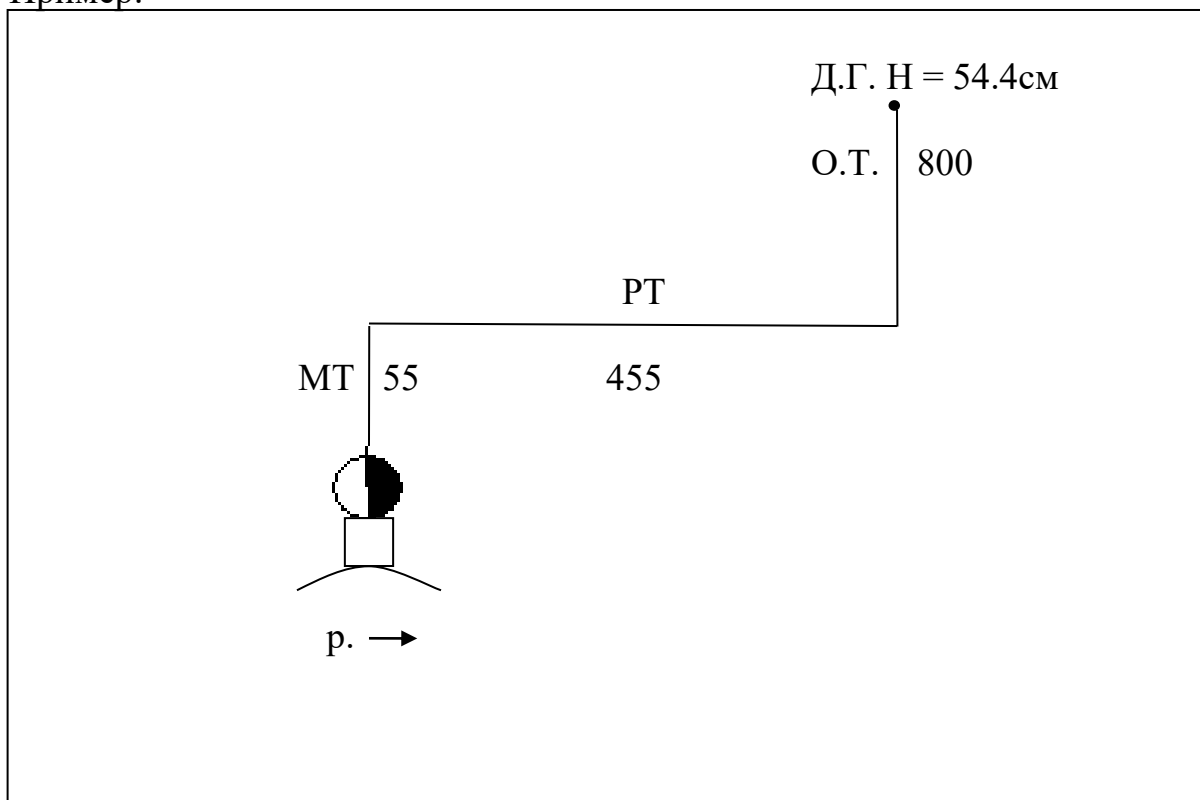 Пример:
Д.Г. Н = 54.4см
О.Т. 800
РТ
МТ 55
455
р.